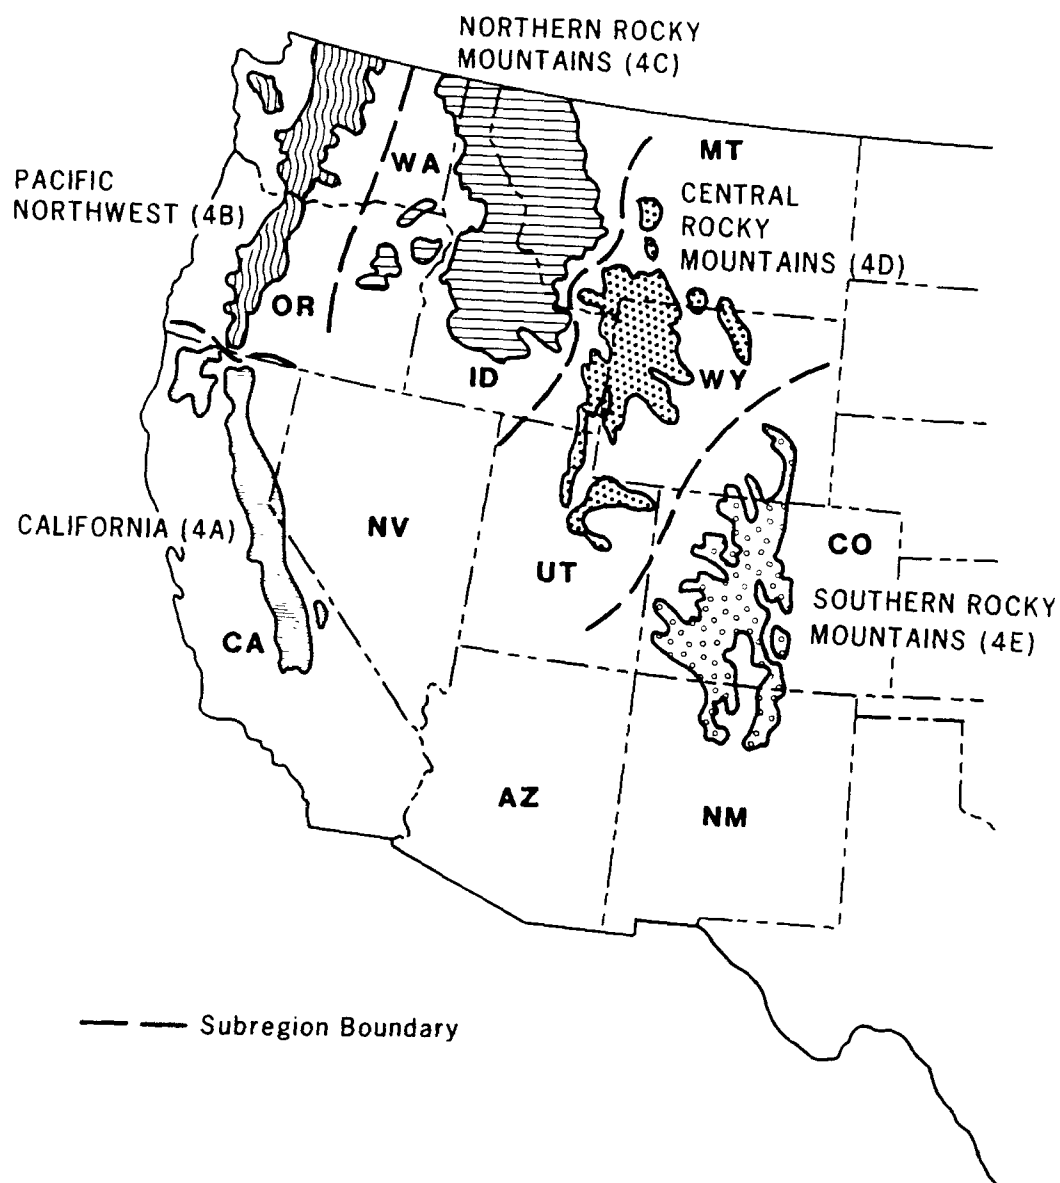 NORTHERN ROCKY
MOUNTAINS (4C)
WA
MT
PACIFIC
NORTHWEST (4B)
CENTRAL
ROCKY
MOUNTAINS (4D)
OR
ID
WY
CALIFORNIA (4A)
NV
UT
CO
SOUTHERN ROCKY
MOUNTAINS (4E)
CA
AZ
NM
Subregion Boundary